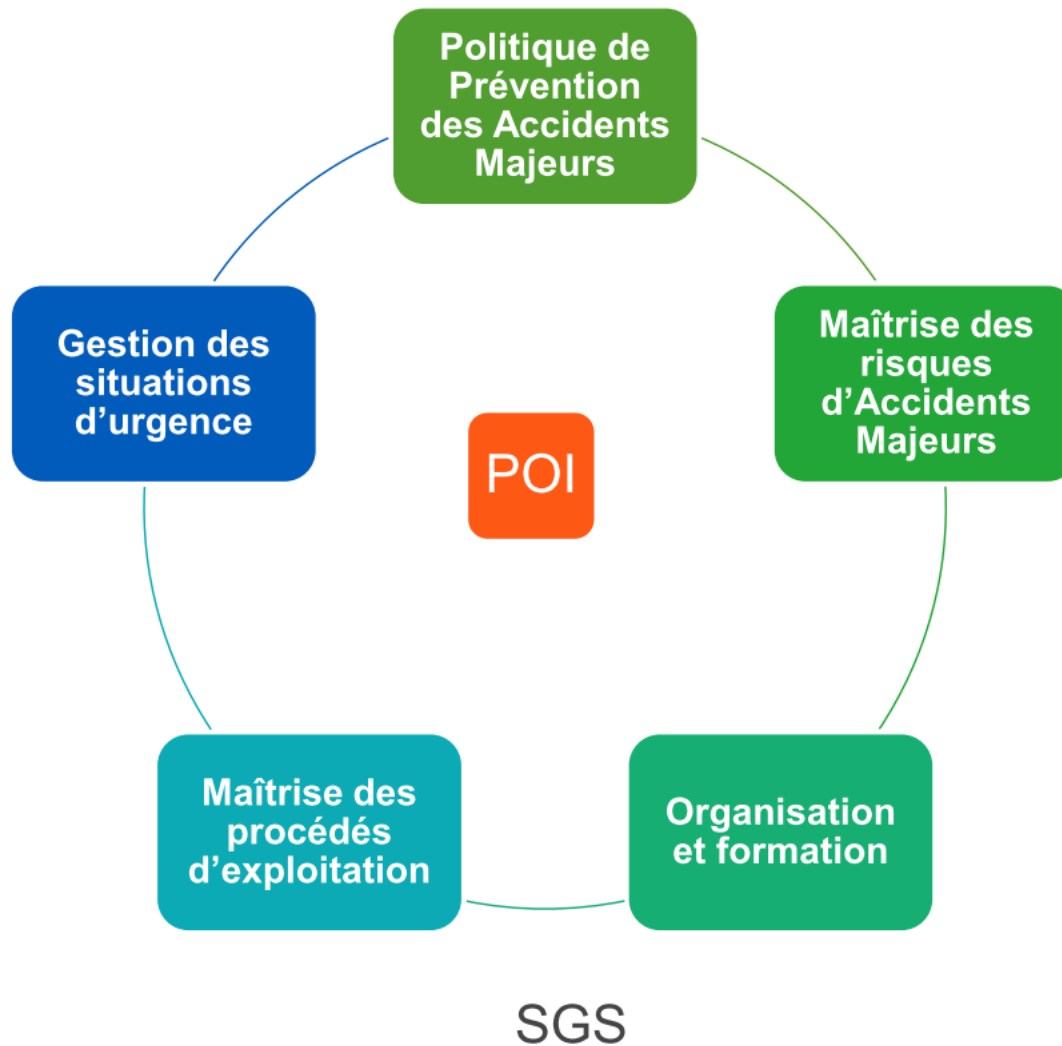 Politique de
Prévention
des Accidents
Majeurs
Gestion des
situations
d’urgence
Maîtrise des
risques
d’Accidents
Majeurs
POI
Maîtrise des
procédés
d’exploitation
Organisation
et formation
SGS